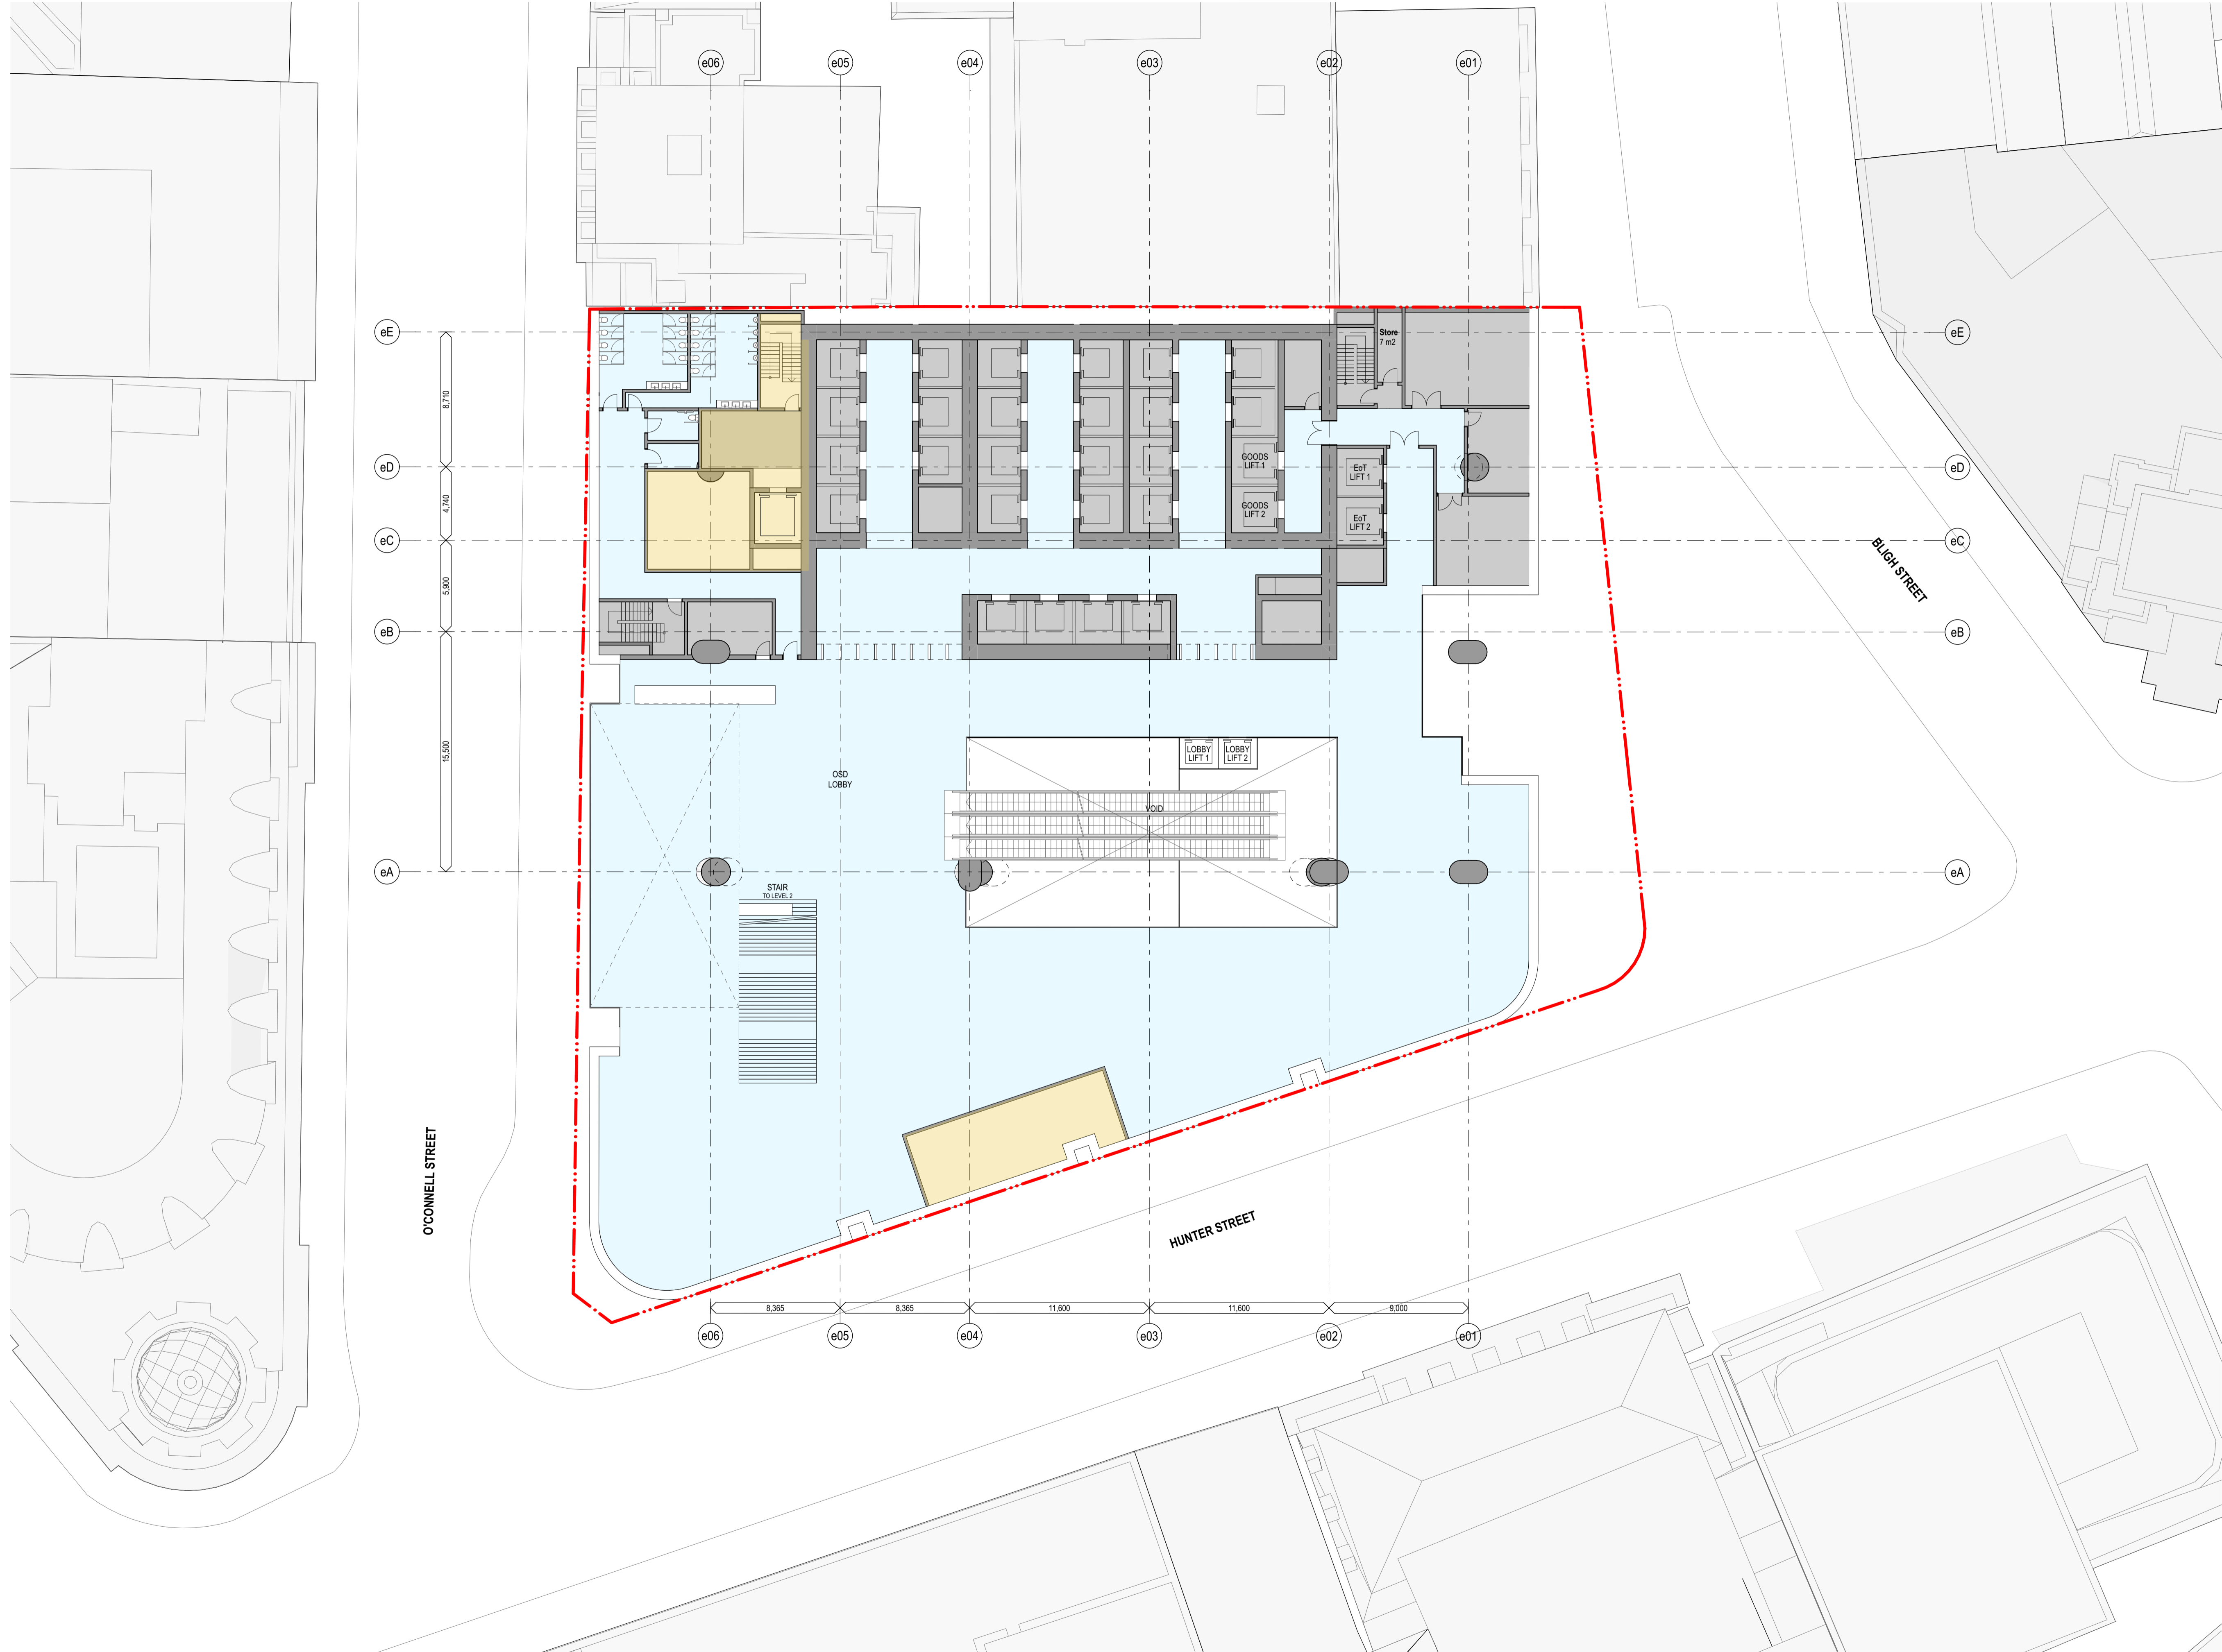 e06
e05
e04
e03
e02
e01
eE
Store
7 m2
eE
8,710
eD
GOODS
LIFT 1
EoT
LIFT 1
eD
4,740
GOODS
LIFT 2
EoT
LIFT 2
eC
eC
BLIGH STREET
5,900
eB
eB
15,500
OSD
LOBBY
LOBBY
LIFT 1
LOBBY
LIFT 2
VOID
eA
STAIR
TO LEVEL 2
eA
O'CONNELL STREET
HUNTER STREET
8,365
8,365
11,600
11,600
9,000
e06
e05
e04
e03
e02
e01